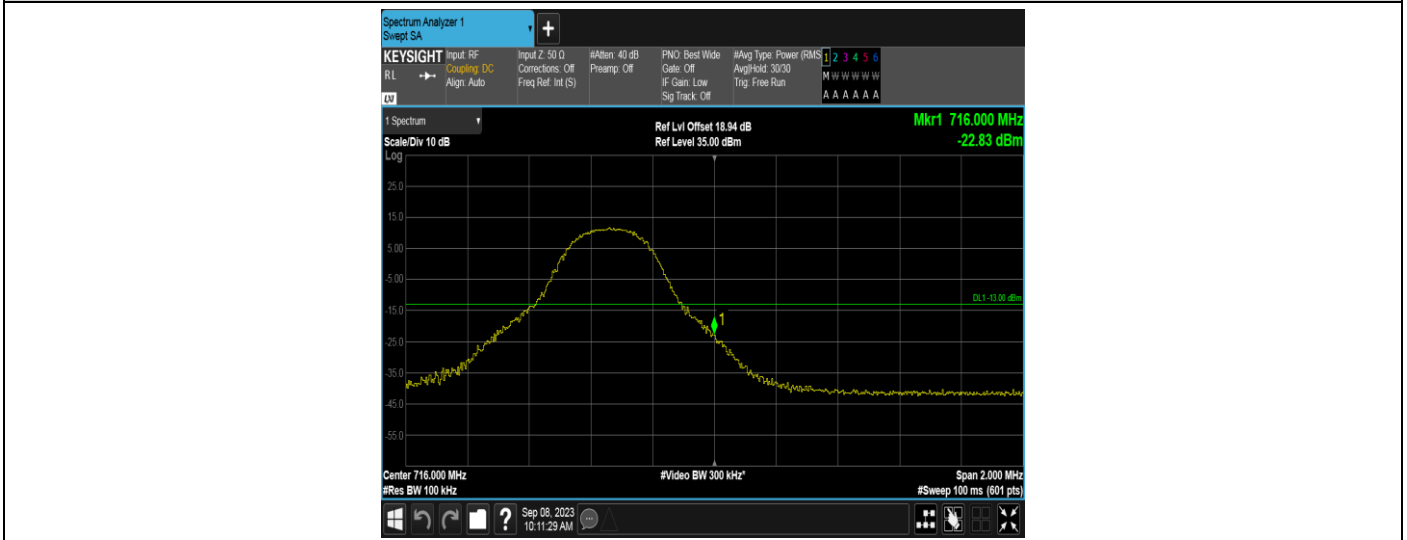 Spectrum Analyzer 1
Swept SA
+
KEYSIGHT
RL
LXI
Input: RF
Coupling: DC
Align: Auto
Input Z: 50 Ω
Corrections: Off
Freq Ref: Int (S)
#Atten: 40 dB
Preamp: Off
PNO: Best Wide
Gate: Off
IF Gain: Low
Sig Track: Off
#Avg Type: Power (RMS
Avg|Hold: 30/30
Trig: Free Run
1 2 3 4 5 6
M W W W W W
A A A A A A
1 Spectrum
Scale/Div 10 dB
Log
Ref Lvl Offset 18.94 dB
Ref Level 35.00 dBm
Mkr1 716.000 MHz
-22.83 dBm
25.0
15.0
5.00
-5.00
-15.0
-25.0
-35.0
-45.0
-55.0
DL1 -13.00 dBm
1
Center 716.000 MHz
#Res BW 100 kHz
#Video BW 300 kHz*
Span 2.000 MHz
#Sweep 100 ms (601 pts)
?
Sep 08, 2023
10:11:29 AM